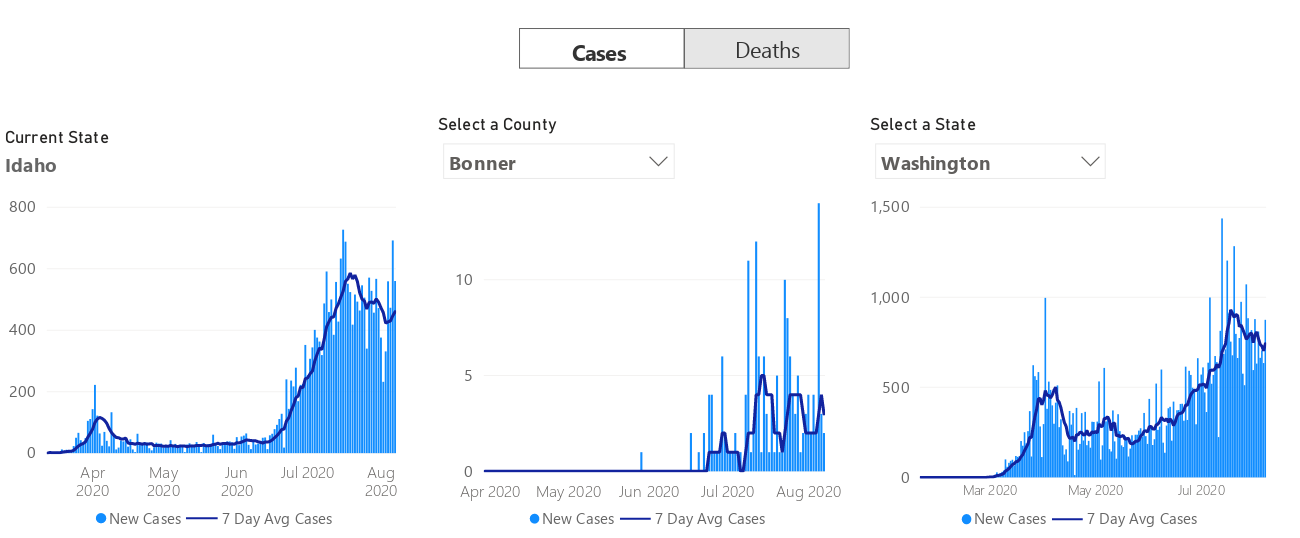 Cases Deaths
Current State
Idaho
Select a County
Bonner
Select a State
Washington
800
600
400
200
0
Apr 2020
May 2020
Jun 2020
Jul 2020
Aug 2020
New Cases 7 Day Avg Cases
10
5
0
Apr 2020 May 2020 Jun 2020 Jul 2020 Aug 2020
New Cases 7 Day Avg Cases
1,500
1,000
500
0
Mar 2020 May 2020 Jul 2020
New Cases 7 Day Avg Cases